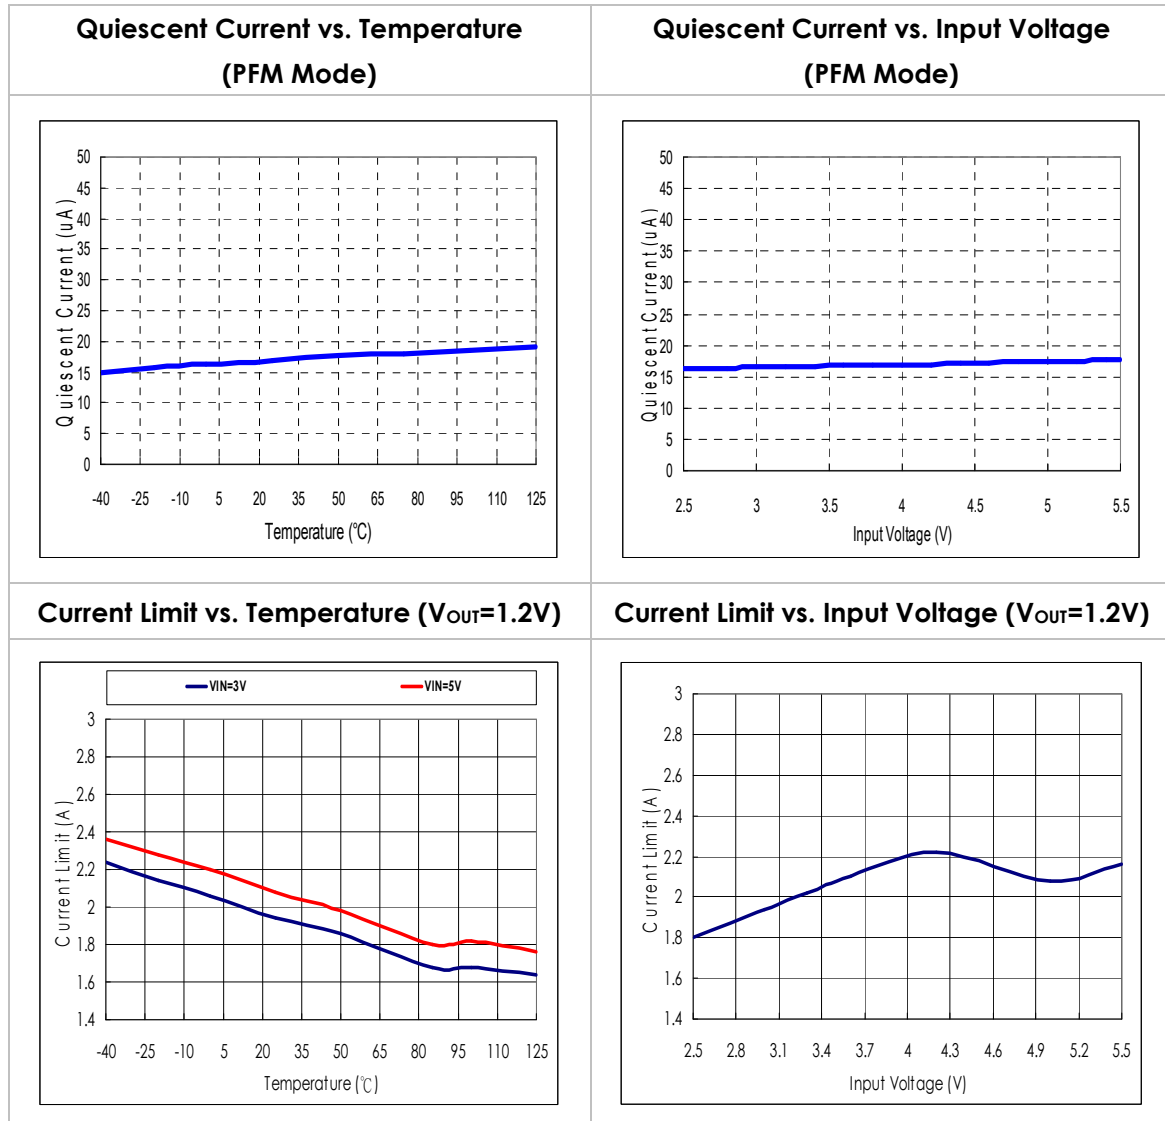 Quiescent Current vs. Temperature
(PFM Mode)
Quiescent Current vs. Input Voltage
(PFM Mode)
50
45
40
35
30
25
20
15
10
5
0
Quiescent Current (uA)
-40 -25 -10 5 20 35 50 65 80 95 110 125
Temperature (°C)
50
45
40
35
30
25
20
15
10
5
0
Quiescent Current (uA)
2.5 3 3.5 4 4.5 5 5.5
Input Voltage (V)
Current Limit vs. Temperature (VOUT=1.2V)
Current Limit vs. Input Voltage (VOUT=1.2V)
VIN=3V VIN=5V
3
2.8
2.6
2.4
2.2
2
1.8
1.6
1.4
Current Limit (A)
-40 -25 -10 5 20 35 50 65 80 95 110 125
Temperature (℃)
3
2.8
2.6
2.4
2.2
2
1.8
1.6
1.4
Current Limit (A)
2.5 2.8 3.1 3.4 3.7 4 4.3 4.6 4.9 5.2 5.5
Input Voltage (V)